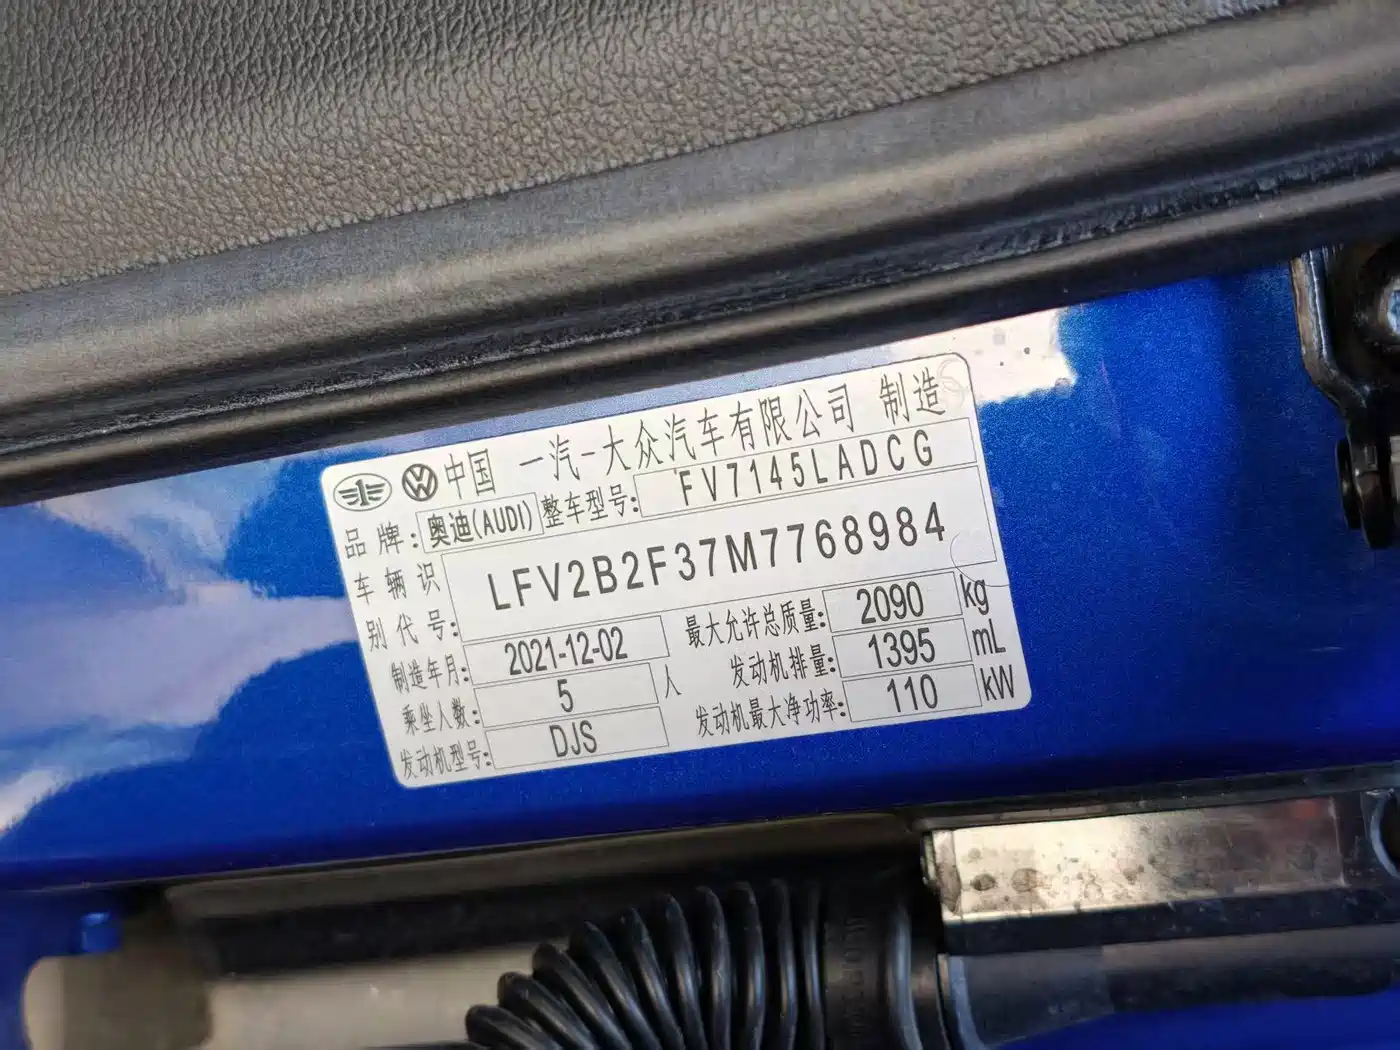 中国 一汽-大众汽车有限公司 制造
品牌: 奥迪(AUDI) 整车型号: FV7145LADCG
车辆识别代号: LFV2B2F37M7768984
制造年月: 2021-12-02 最大允许总质量: 2090 kg
乘坐人数: 5 人 发动机排量: 1395 mL
发动机型号: DJS 发动机最大净功率: 110 kW